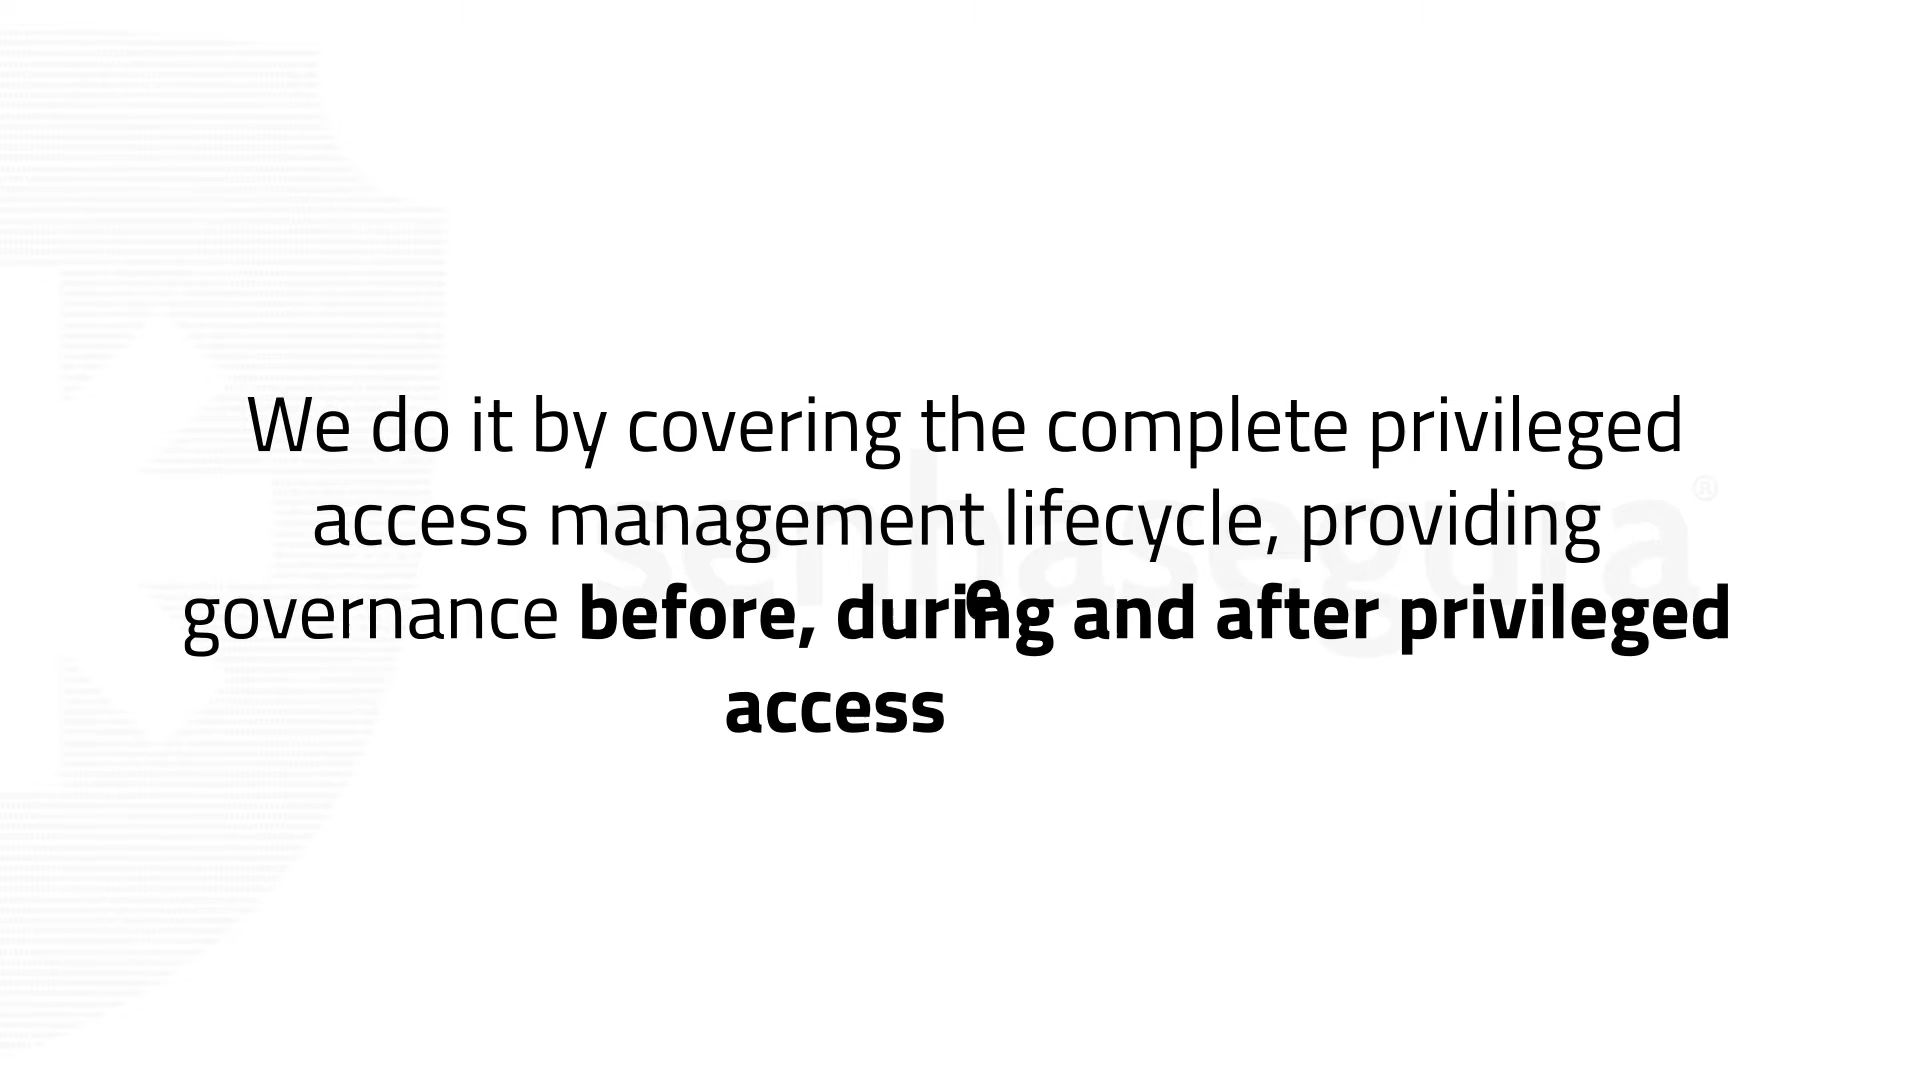 We do it by covering the complete privileged
access management lifecycle, providing
governance before, during and after privileged
access
e
senhasegura®